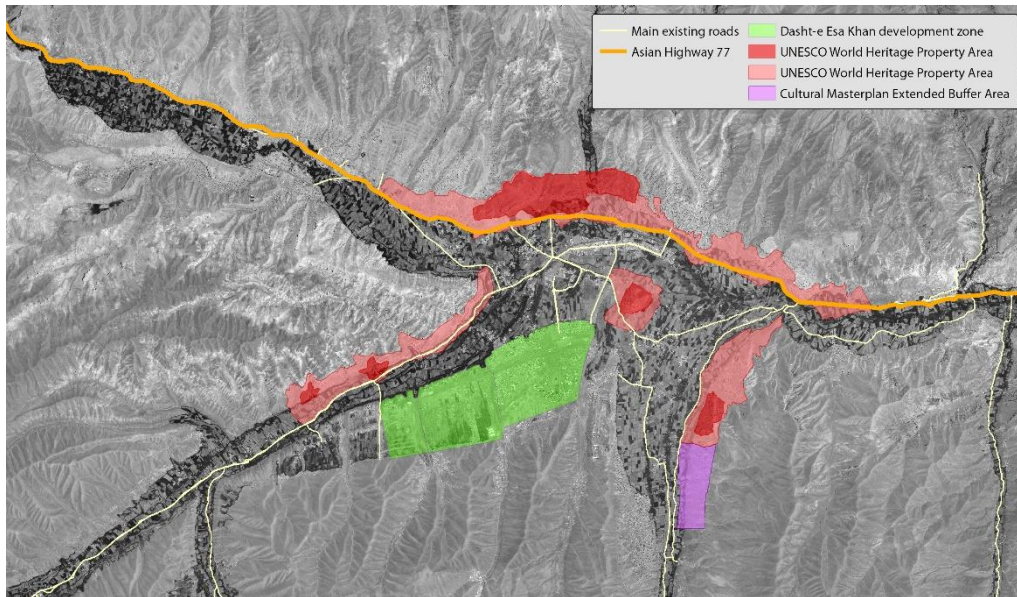 Main existing roads
Asian Highway 77
Dasht-e Esa Khan development zone
UNESCO World Heritage Property Area
UNESCO World Heritage Property Area
Cultural Masterplan Extended Buffer Area